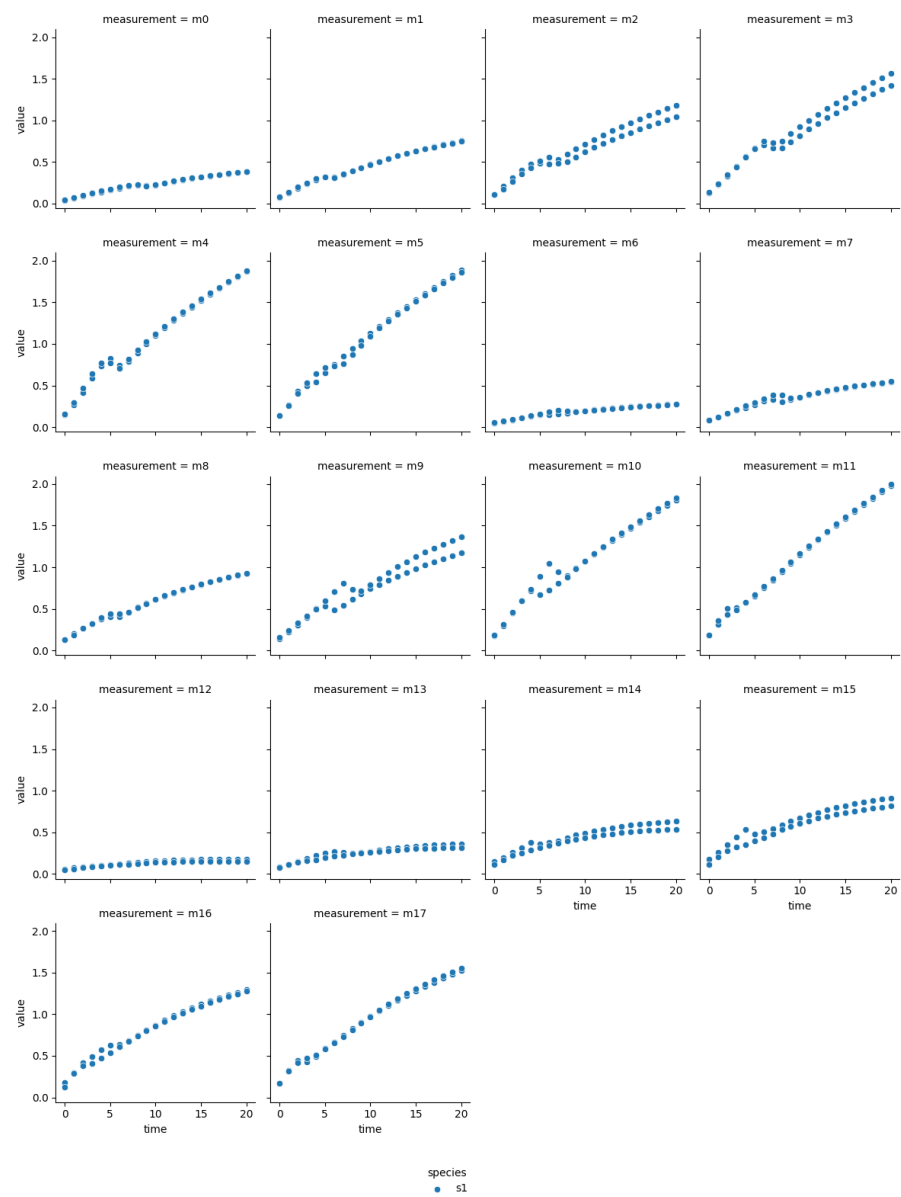 measurement = m0 measurement = m1 measurement = m2 measurement = m3
2.0
1.5
1.0
0.5
0.0
value
measurement = m4 measurement = m5 measurement = m6 measurement = m7
2.0
1.5
1.0
0.5
0.0
value
measurement = m8 measurement = m9 measurement = m10 measurement = m11
2.0
1.5
1.0
0.5
0.0
value
measurement = m12 measurement = m13 measurement = m14 measurement = m15
2.0
1.5
1.0
0.5
0.0
value
0 5 10 15 20 0 5 10 15 20
time time
measurement = m16 measurement = m17
2.0
1.5
1.0
0.5
0.0
value
0 5 10 15 20 0 5 10 15 20
time time
species
s1